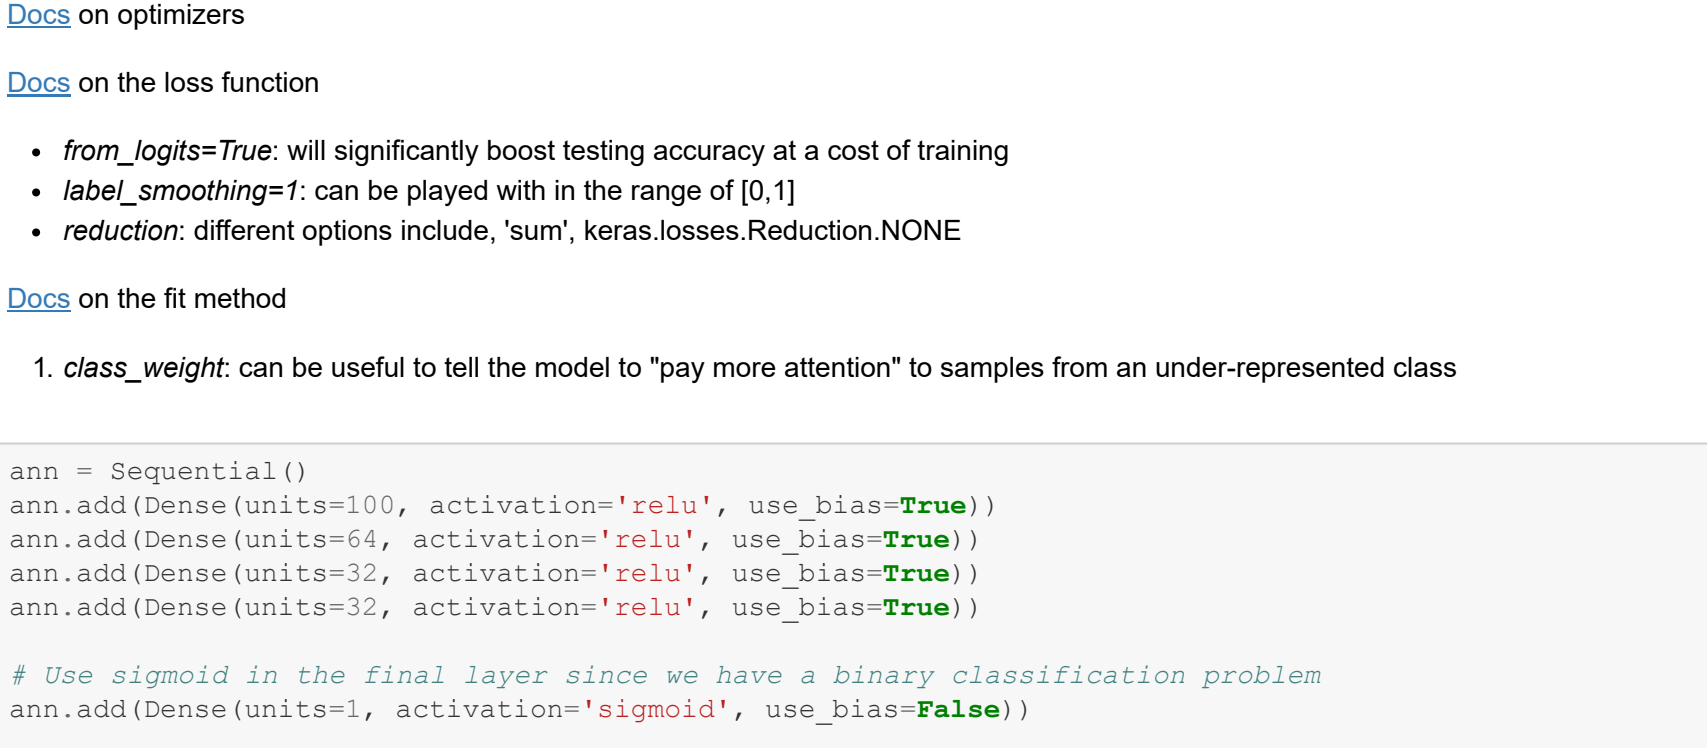 Docs on optimizers
Docs on the loss function
• from_logits=True: will significantly boost testing accuracy at a cost of training
• label_smoothing=1: can be played with in the range of [0,1]
• reduction: different options include, 'sum', keras.losses.Reduction.NONE
Docs on the fit method
1. class_weight: can be useful to tell the model to "pay more attention" to samples from an under-represented class
ann = Sequential()
ann.add(Dense(units=100, activation='relu', use_bias=True))
ann.add(Dense(units=64, activation='relu', use_bias=True))
ann.add(Dense(units=32, activation='relu', use_bias=True))
ann.add(Dense(units=32, activation='relu', use_bias=True))
# Use sigmoid in the final layer since we have a binary classification problem
ann.add(Dense(units=1, activation='sigmoid', use_bias=False))